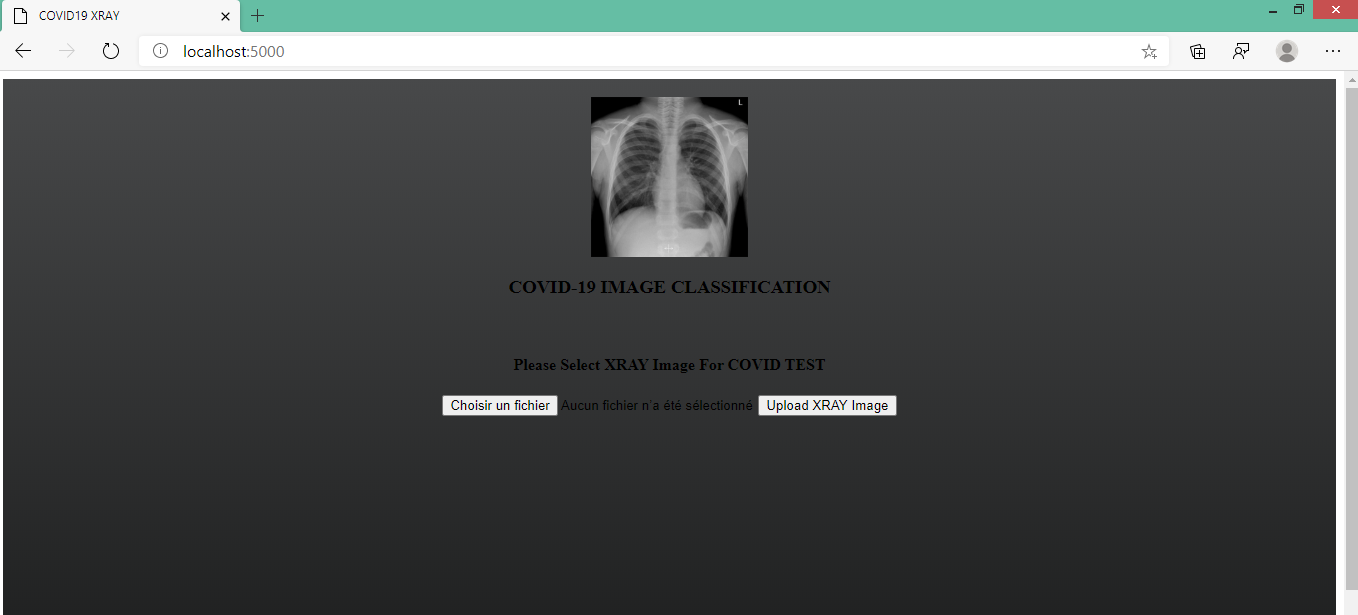 COVID19 XRAY
localhost:5000
L
COVID-19 IMAGE CLASSIFICATION
Please Select XRAY Image For COVID TEST
Choisir un fichier Aucun fichier n'a été sélectionné Upload XRAY Image